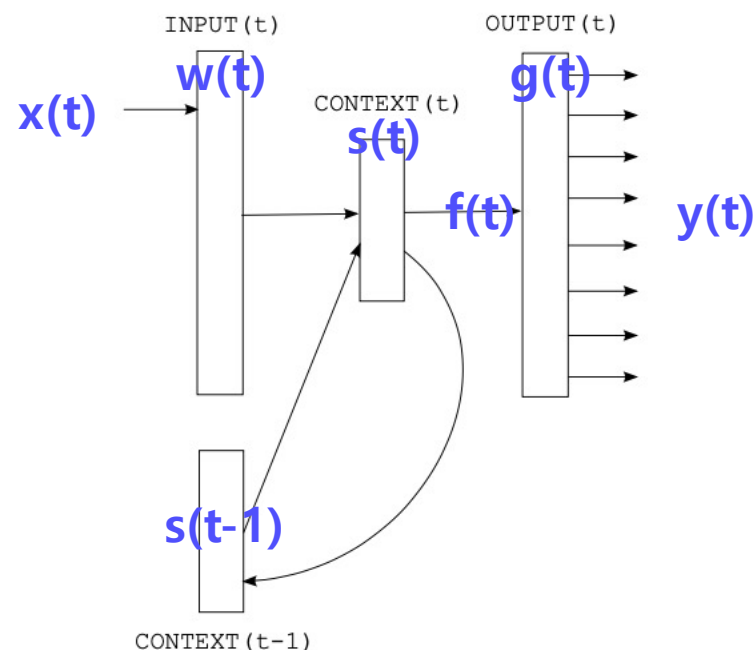 INPUT(t)
OUTPUT(t)
w(t)
g(t)
x(t)
CONTEXT(t)
s(t)
f(t)
y(t)
s(t-1)
CONTEXT(t-1)